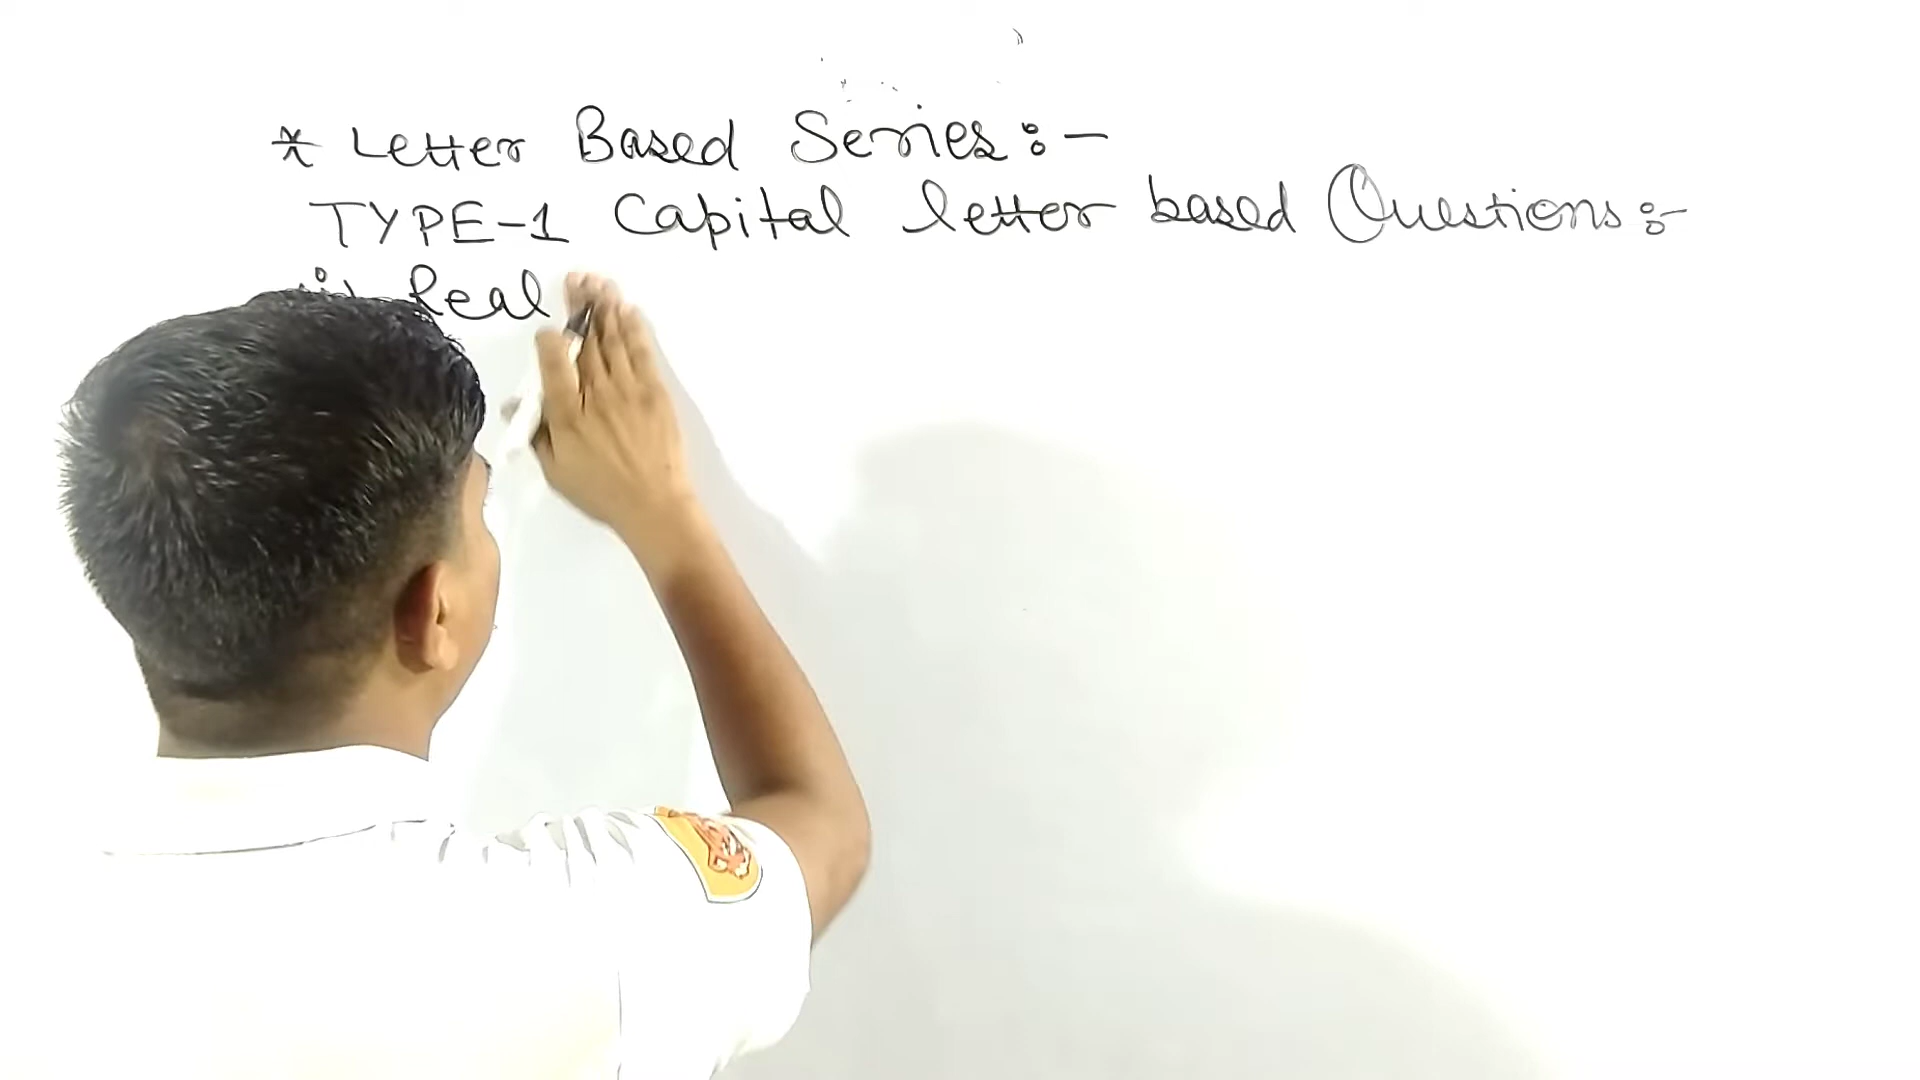 * Letter Based Series :-
TYPE-1 Capital letter based Questions :-
Real